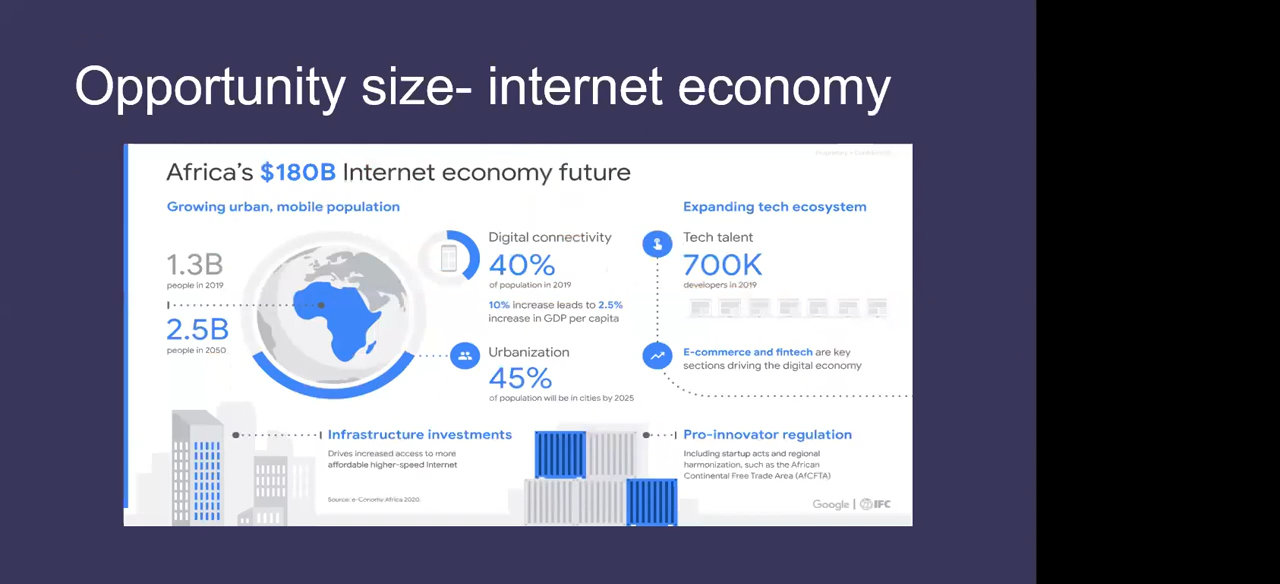 Opportunity size- internet economy
Africa's $180B Internet economy future
Growing urban, mobile population
1.3B
people in 2019
2.5B
people in 2050
Digital connectivity
40%
of population in 2019
10% increase leads to 2.5%
increase in GDP per capita
Urbanization
45%
of population will be in cities by 2025
Expanding tech ecosystem
Tech talent
700K
developers in 2019
E-commerce and fintech are key
sections driving the digital economy
Infrastructure investments
Drives increased access to more
affordable higher-speed Internet
Pro-innovator regulation
Including startup acts and regional
harmonization, such as the African
Continental Free Trade Area (AfCFTA)
Source: e-Conomy Africa 2020.
Google | IFC